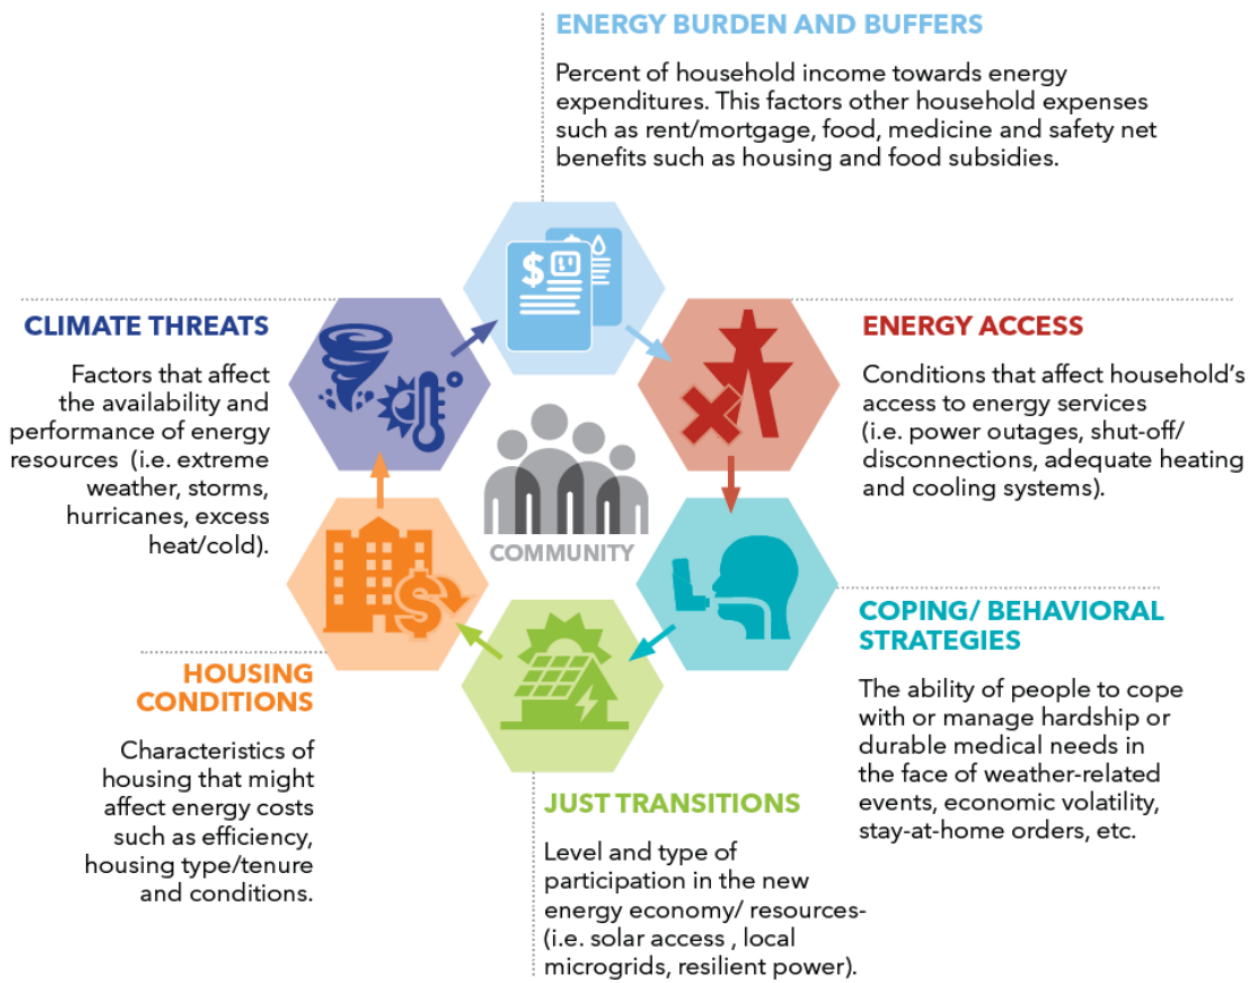 ENERGY BURDEN AND BUFFERS
Percent of household income towards energy
expenditures. This factors other household expenses
such as rent/mortgage, food, medicine and safety net
benefits such as housing and food subsidies.
ENERGY ACCESS
Conditions that affect household's
access to energy services
(i.e. power outages, shut-off/
disconnections, adequate heating
and cooling systems).
COPING/ BEHAVIORAL
STRATEGIES
The ability of people to cope
with or manage hardship or
durable medical needs in
the face of weather-related
events, economic volatility,
stay-at-home orders, etc.
JUST TRANSITIONS
Level and type of
participation in the new
energy economy/ resources-
(i.e. solar access , local
microgrids, resilient power).
HOUSING
CONDITIONS
Characteristics of
housing that might
affect energy costs
such as efficiency,
housing type/tenure
and conditions.
CLIMATE THREATS
Factors that affect
the availability and
performance of energy
resources (i.e. extreme
weather, storms,
hurricanes, excess
heat/cold).
COMMUNITY
$
$